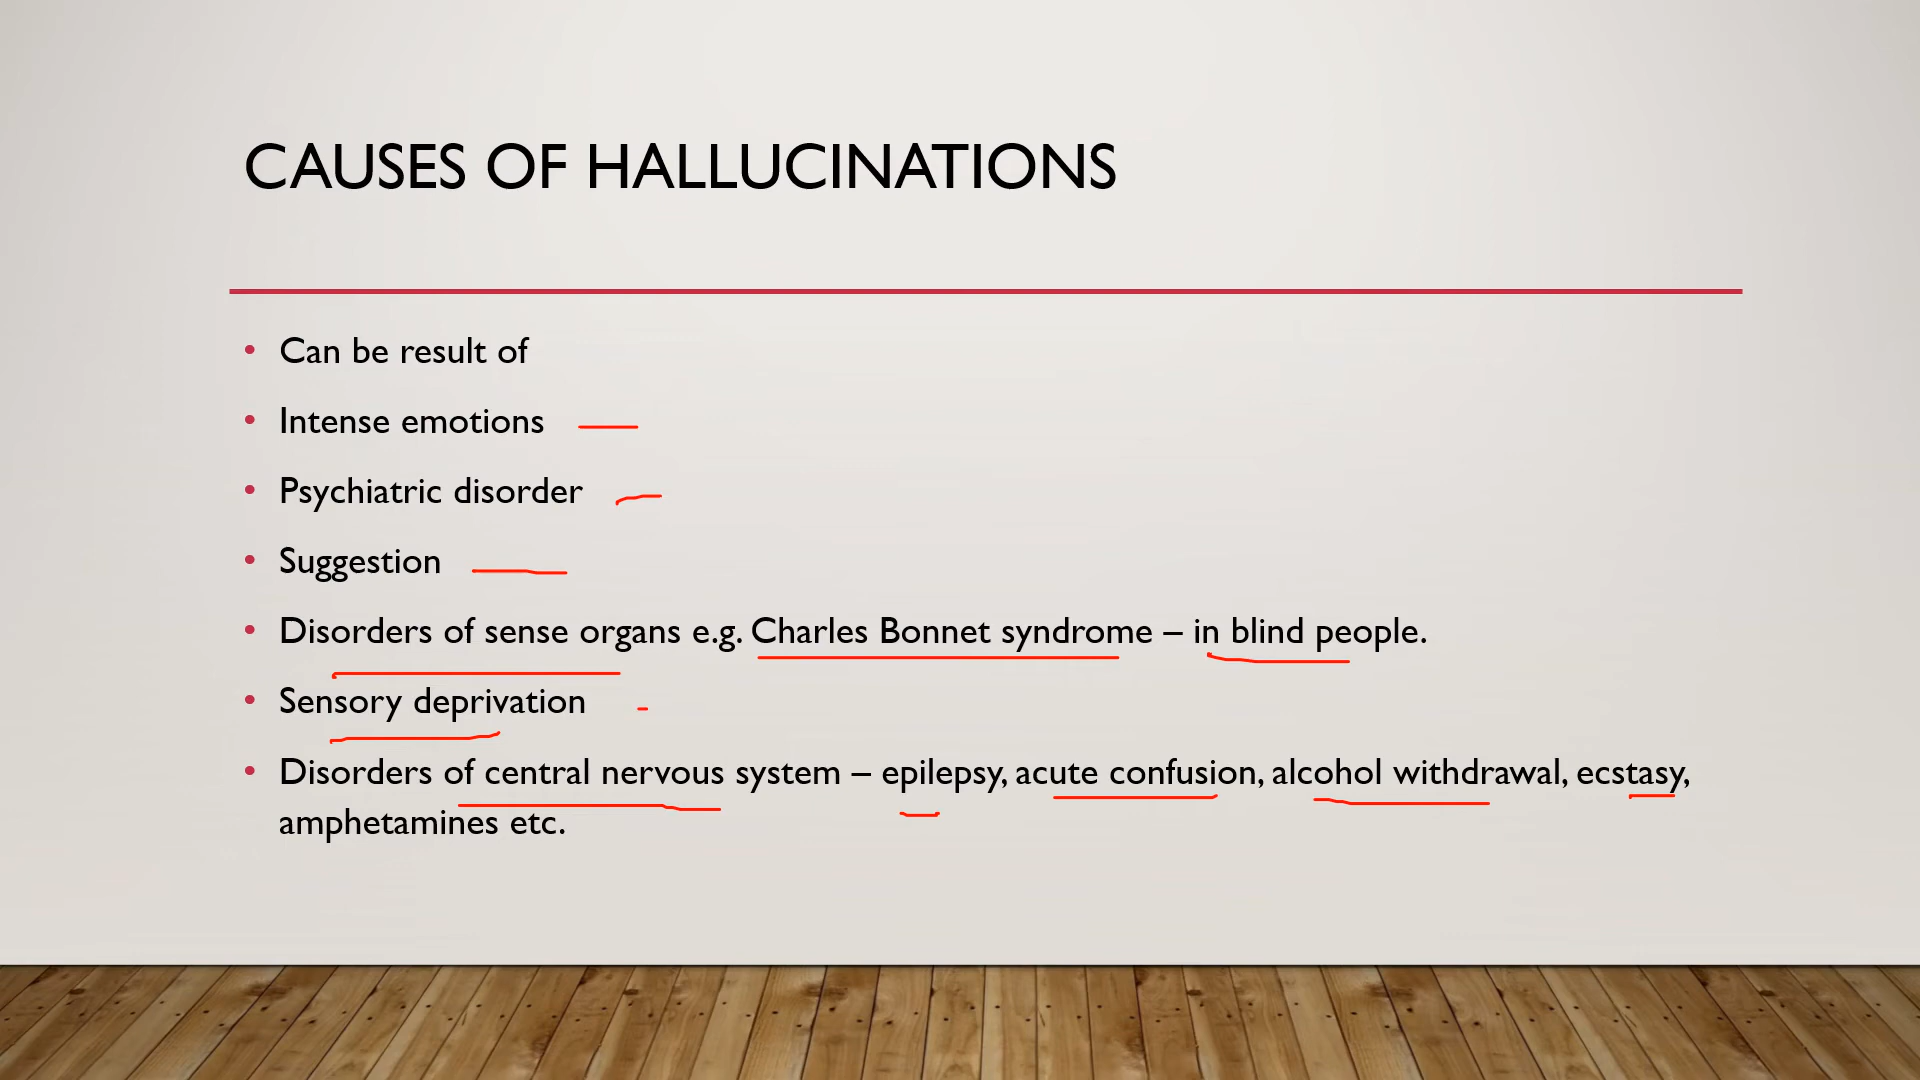 CAUSES OF HALLUCINATIONS
• Can be result of
• Intense emotions
• Psychiatric disorder
• Suggestion
• Disorders of sense organs e.g. Charles Bonnet syndrome – in blind people.
• Sensory deprivation
• Disorders of central nervous system – epilepsy, acute confusion, alcohol withdrawal, ecstasy,
amphetamines etc.